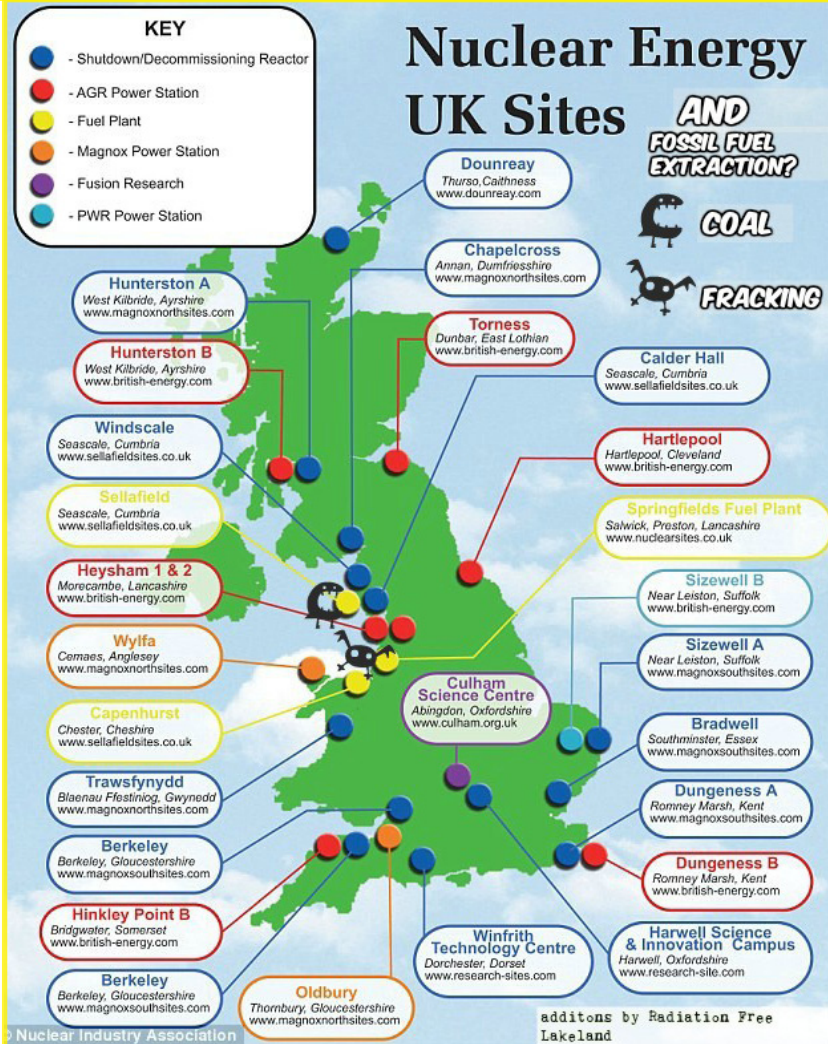 KEY
- Shutdown/Decommissioning Reactor
- AGR Power Station
- Fuel Plant
- Magnox Power Station
- Fusion Research
- PWR Power Station
Nuclear Energy
UK Sites
AND
FOSSIL FUEL
EXTRACTION?
COAL
FRACKING
Dounreay
Thurso,Caithness
www.dounreay.com
Chapelcross
Annan, Dumfriesshire
www.magnoxnorthsites.com
Hunterston A
West Kilbride, Ayrshire
www.magnoxnorthsites.com
Torness
Dunbar, East Lothian
www.british-energy.com
Hunterston B
West Kilbride, Ayrshire
www.british-energy.com
Calder Hall
Seascale, Cumbria
www.sellafieldsites.co.uk
Windscale
Seascale, Cumbria
www.sellafieldsites.co.uk
Hartlepool
Hartlepool, Cleveland
www.british-energy.com
Sellafield
Seascale, Cumbria
www.sellafieldsites.co.uk
Springfields Fuel Plant
Salwick, Preston, Lancashire
www.nuclearsites.co.uk
Heysham 1 & 2
Morecambe, Lancashire
www.british-energy.com
Sizewell B
Near Leiston, Suffolk
www.british-energy.com
Wylfa
Cemaes, Anglesey
www.magnoxnorthsites.com
Sizewell A
Near Leiston, Suffolk
www.magnoxsouthsites.com
Culham
Science Centre
Abingdon, Oxfordshire
www.culham.org.uk
Capenhurst
Chester, Cheshire
www.sellafieldsites.co.uk
Bradwell
Southminster, Essex
www.magnoxsouthsites.com
Trawsfynydd
Blaenau Ffestiniog, Gwynedd
www.magnoxnorthsites.com
Dungeness A
Romney Marsh, Kent
www.magnoxsouthsites.com
Berkeley
Berkeley, Gloucestershire
www.magnoxsouthsites.com
Dungeness B
Romney Marsh, Kent
www.british-energy.com
Hinkley Point B
Bridgwater, Somerset
www.british-energy.com
Winfrith
Technology Centre
Dorchester, Dorset
www.research-sites.com
Harwell Science
& Innovation Campus
Harwell, Oxfordshire
www.research-site.com
Berkeley
Berkeley, Gloucestershire
www.magnoxsouthsites.com
Oldbury
Thornbury, Gloucestershire
www.magnoxnorthsites.com
© Nuclear Industry Association
additons by Radiation Free
Lakeland